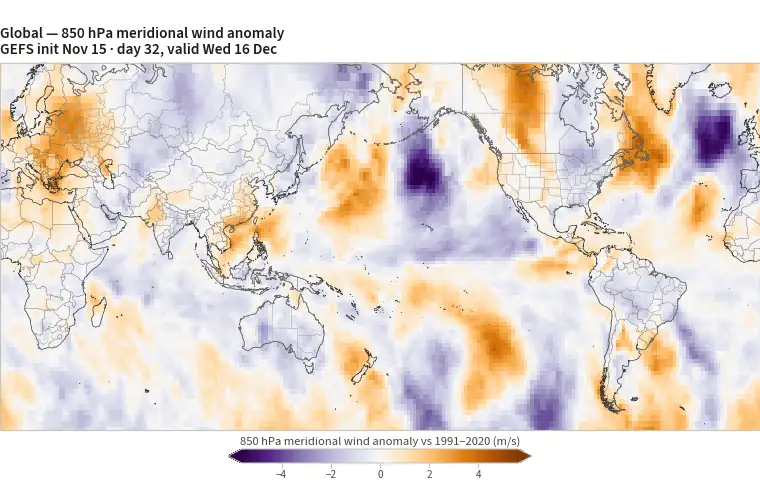 Global — 850 hPa meridional wind anomaly
GEFS init Nov 15 · day 32, valid Wed 16 Dec
850 hPa meridional wind anomaly vs 1991–2020 (m/s)
−4 −2 0 2 4